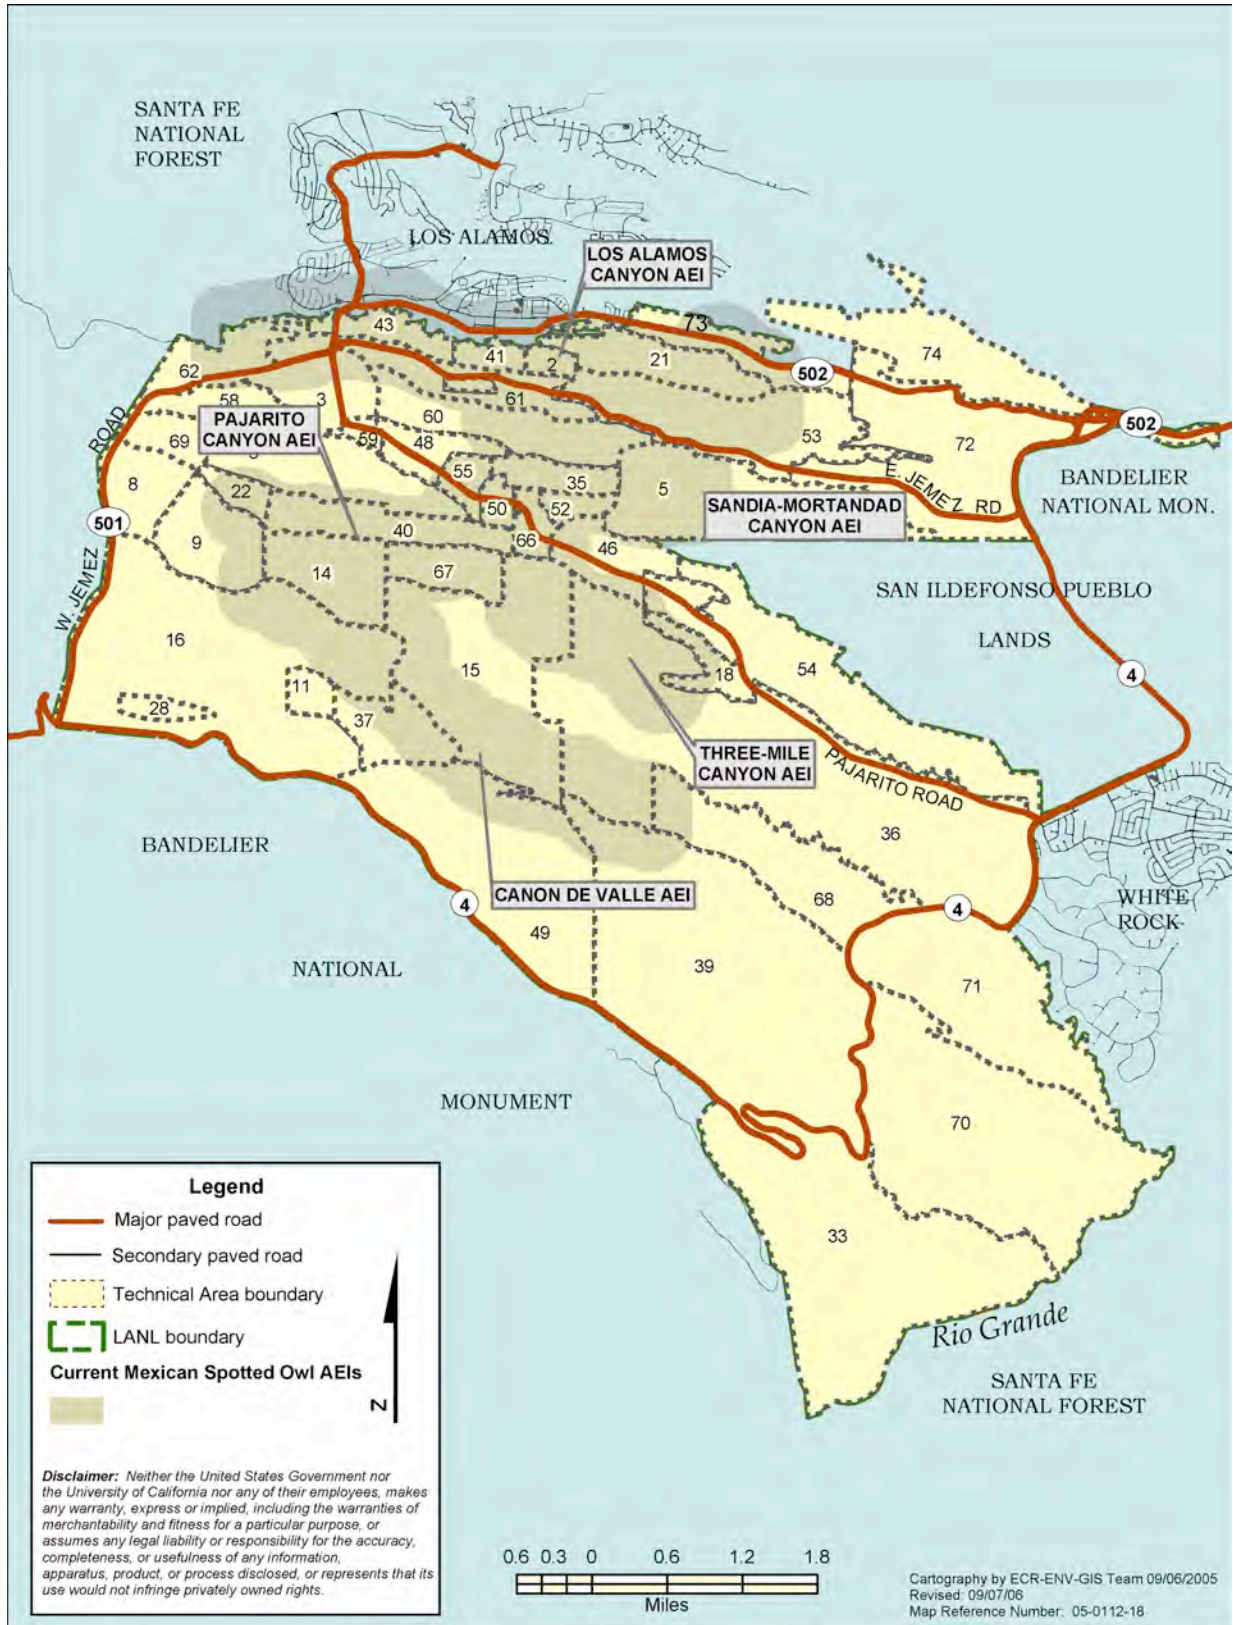 SANTA FE
NATIONAL
FOREST
LOS ALAMOS
LOS ALAMOS
CANYON AEI
43
73
41
2
21
502
74
62
58
3
61
PAJARITO
CANYON AEI
60
59
48
53
72
502
ROAD
69
55
35
5
E. JEMEZ RD
BANDELIER
NATIONAL MON.
8
22
50
52
SANDIA-MORTANDAD
CANYON AEI
501
9
40
66
46
14
67
SAN ILDEFONSO PUEBLO
LANDS
W. JEMEZ
16
15
18
54
4
11
28
37
THREE-MILE
CANYON AEI
PAJARITO ROAD
36
BANDELIER
CANON DE VALLE AEI
68
4
4
WHITE
ROCK
49
39
NATIONAL
71
MONUMENT
70
33
Rio Grande
SANTA FE
NATIONAL FOREST
Legend
Major paved road
Secondary paved road
Technical Area boundary
LANL boundary
Current Mexican Spotted Owl AEIs
N
Disclaimer: Neither the United States Government nor
the University of California nor any of their employees, makes
any warranty, express or implied, including the warranties of
merchantability and fitness for a particular purpose, or
assumes any legal liability or responsibility for the accuracy,
completeness, or usefulness of any information,
apparatus, product, or process disclosed, or represents that its
use would not infringe privately owned rights.
0.6 0.3 0 0.6 1.2 1.8
Miles
Cartography by ECR-ENV-GIS Team 09/06/2005
Revised: 09/07/06
Map Reference Number: 05-0112-18